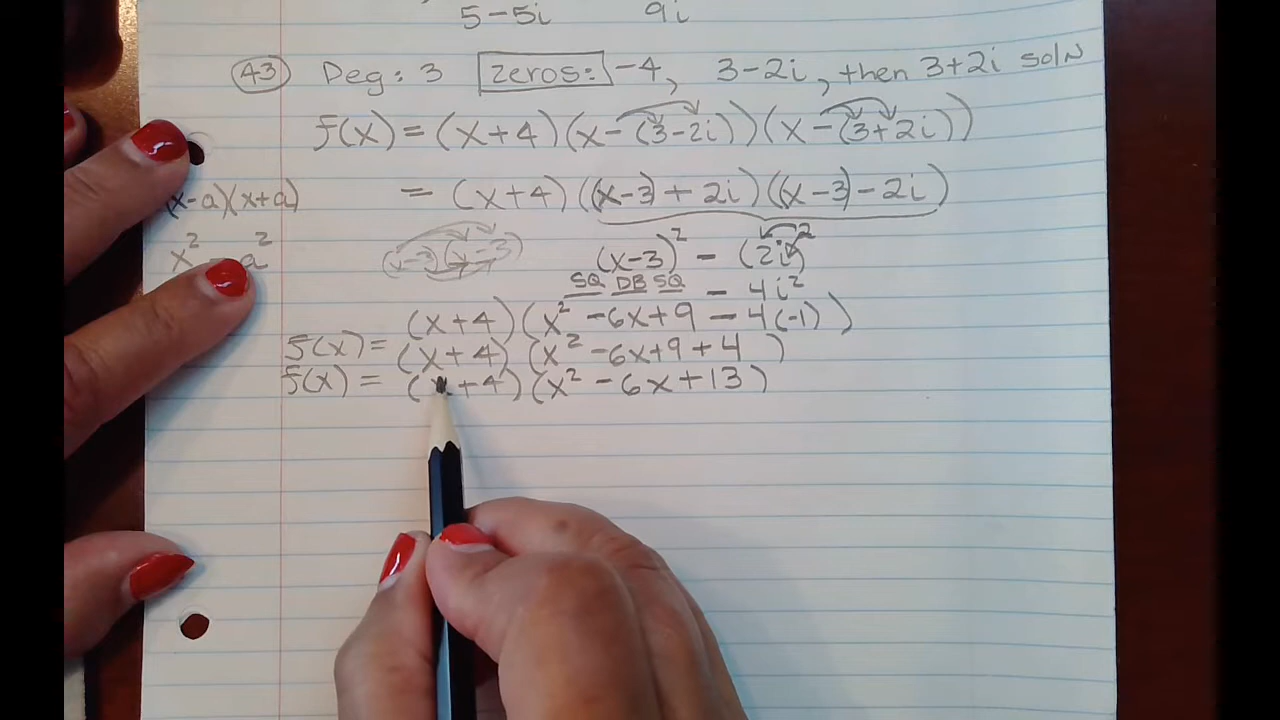 5-5i 9i
43 Deg: 3 zeros: -4, 3-2i, then 3+2i soln
f(x) = (x+4)(x-(3-2i))(x-(3+2i))
(x-a)(x+a) = (x+4)((x-3)+2i)((x-3)-2i)
x² - a² (x-3)(x-3) (x-3)² - (2i)²
SQ DB SQ - 4i²
(x+4)(x² -6x+9 -4(-1))
f(x) = (x+4)(x² -6x+9+4)
f(x) = (x+4)(x² -6x+13)